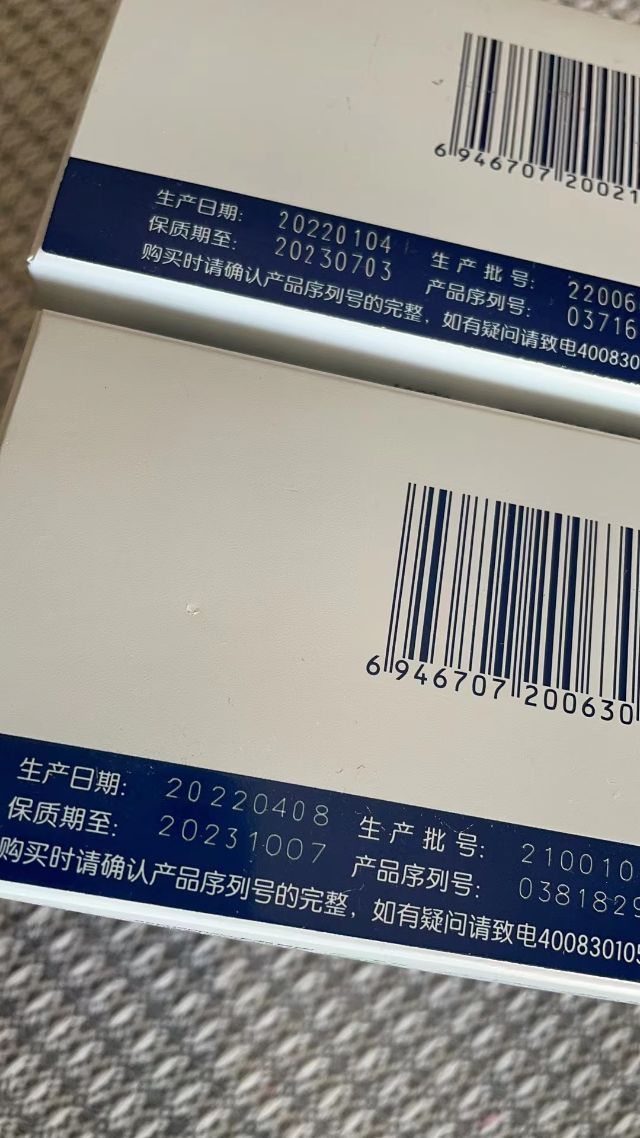 6 946707 20021
生产日期: 20220104 生产批号: 22006
保质期至: 20230703 产品序列号: 03716
购买时请确认产品序列号的完整，如有疑问请致电400830
6 946707 200630
生产日期: 20220408 生产批号: 210010
保质期至: 20231007 产品序列号: 0381829
购买时请确认产品序列号的完整，如有疑问请致电40083010